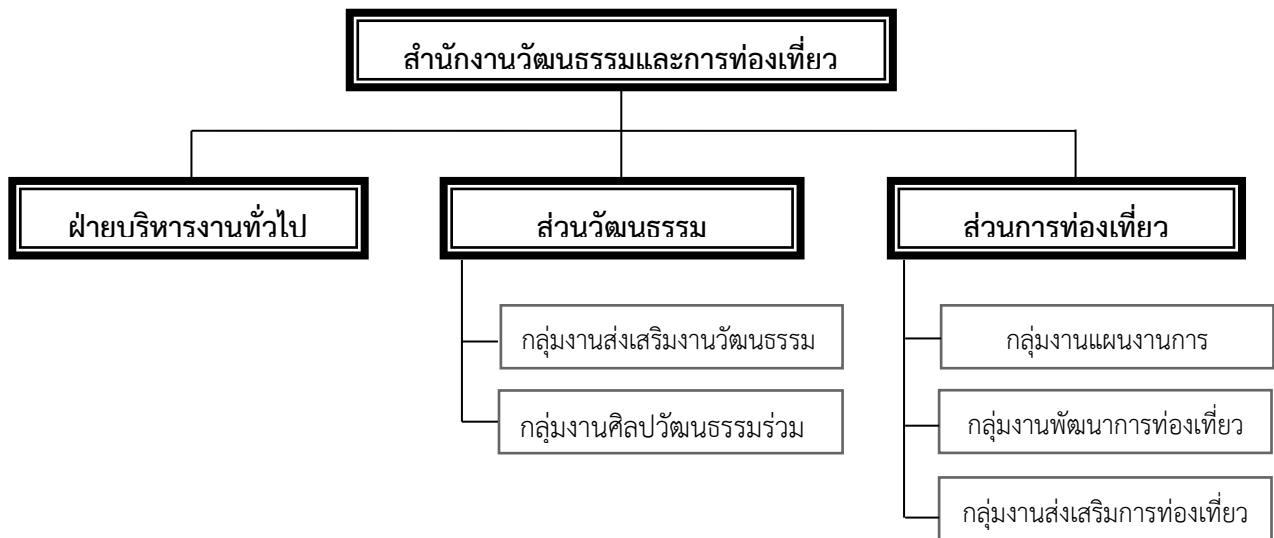 สำนักงานวัฒนธรรมและการท่องเที่ยว
ฝ่ายบริหารงานทั่วไป
ส่วนวัฒนธรรม
ส่วนการท่องเที่ยว
กลุ่มงานส่งเสริมงานวัฒนธรรม
กลุ่มงานแผนงานการ
กลุ่มงานศิลปวัฒนธรรมร่วม
กลุ่มงานพัฒนาการท่องเที่ยว
กลุ่มงานส่งเสริมการท่องเที่ยว